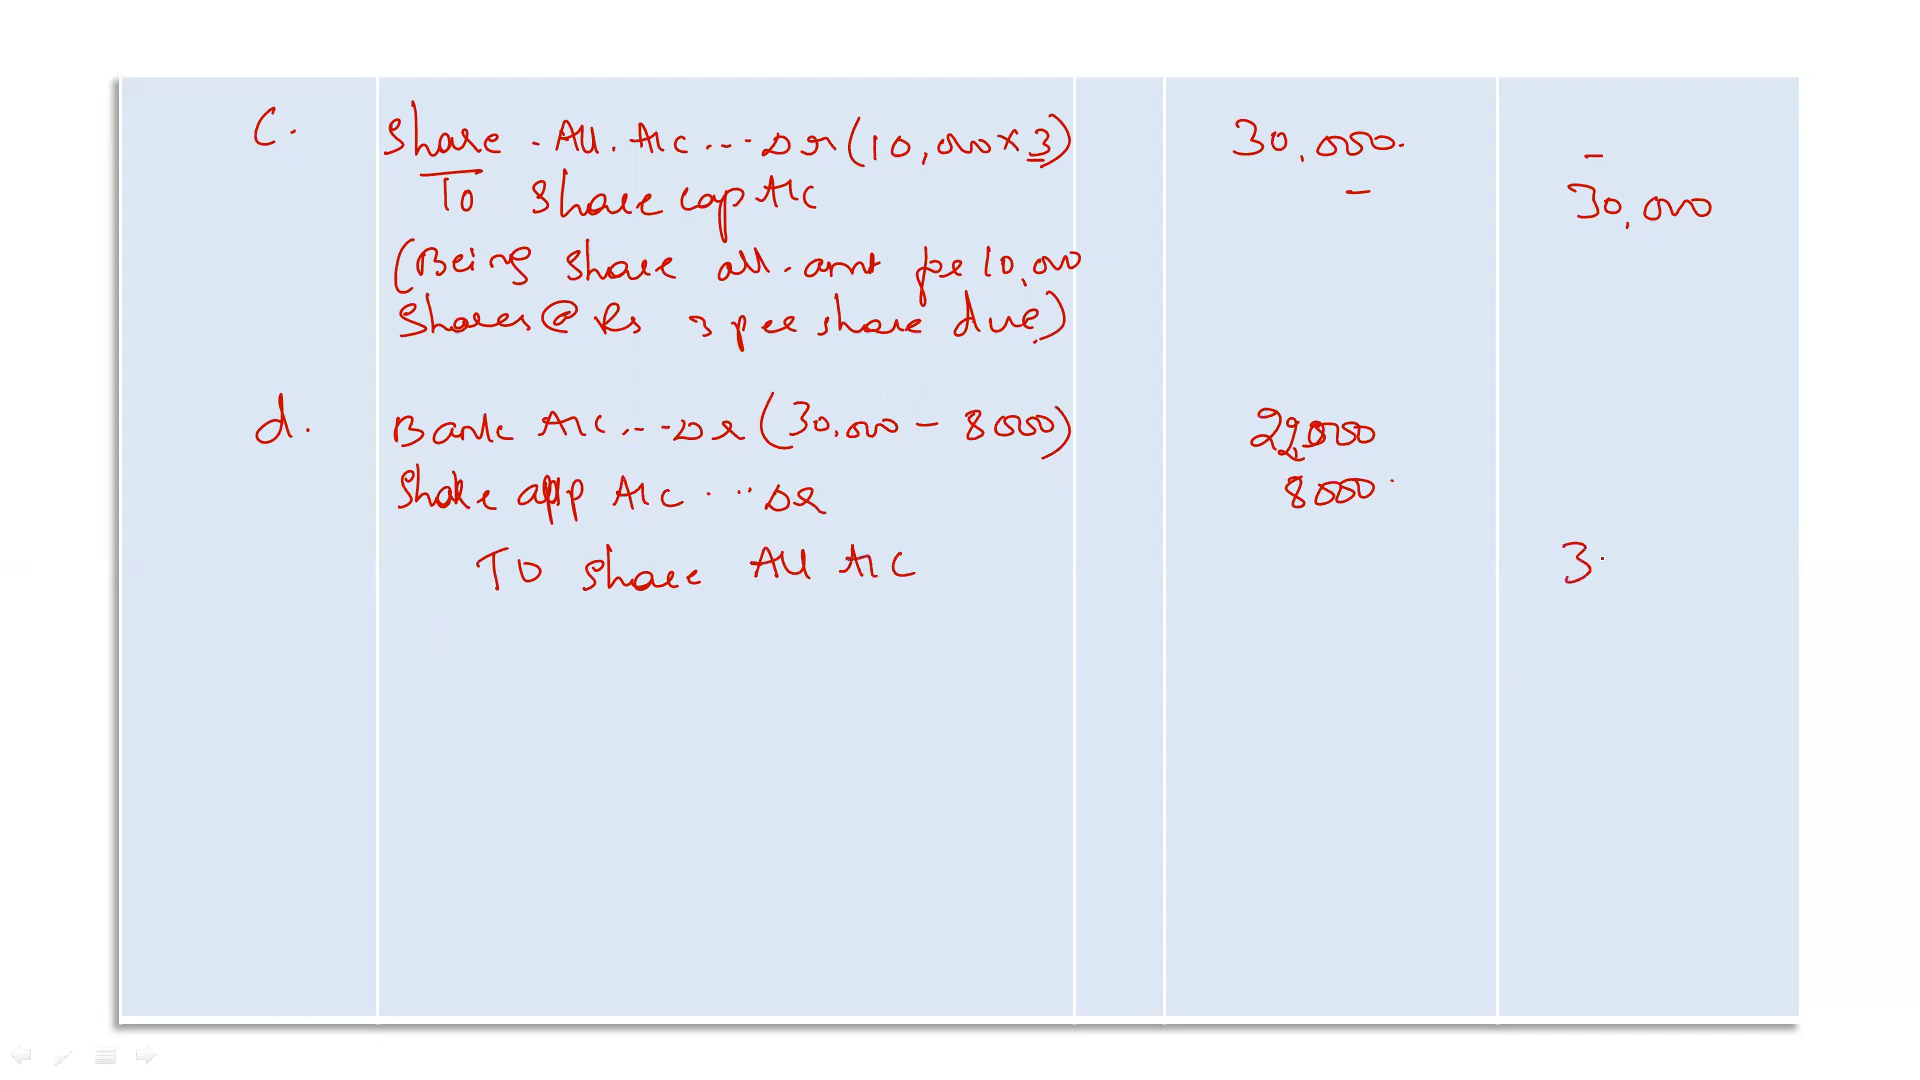 C. Share. All. A/c ... Dr (10,000 x 3) 30,000. -
To Share Cap A/c - 30,000
(Being share all. amt for 10,000
Shares @ Rs 3 per share due)
d. Bank A/c ... Dr (30,000 - 8000) 22,000
Share app A/c ... Dr 8000.
To Share All A/c 3.